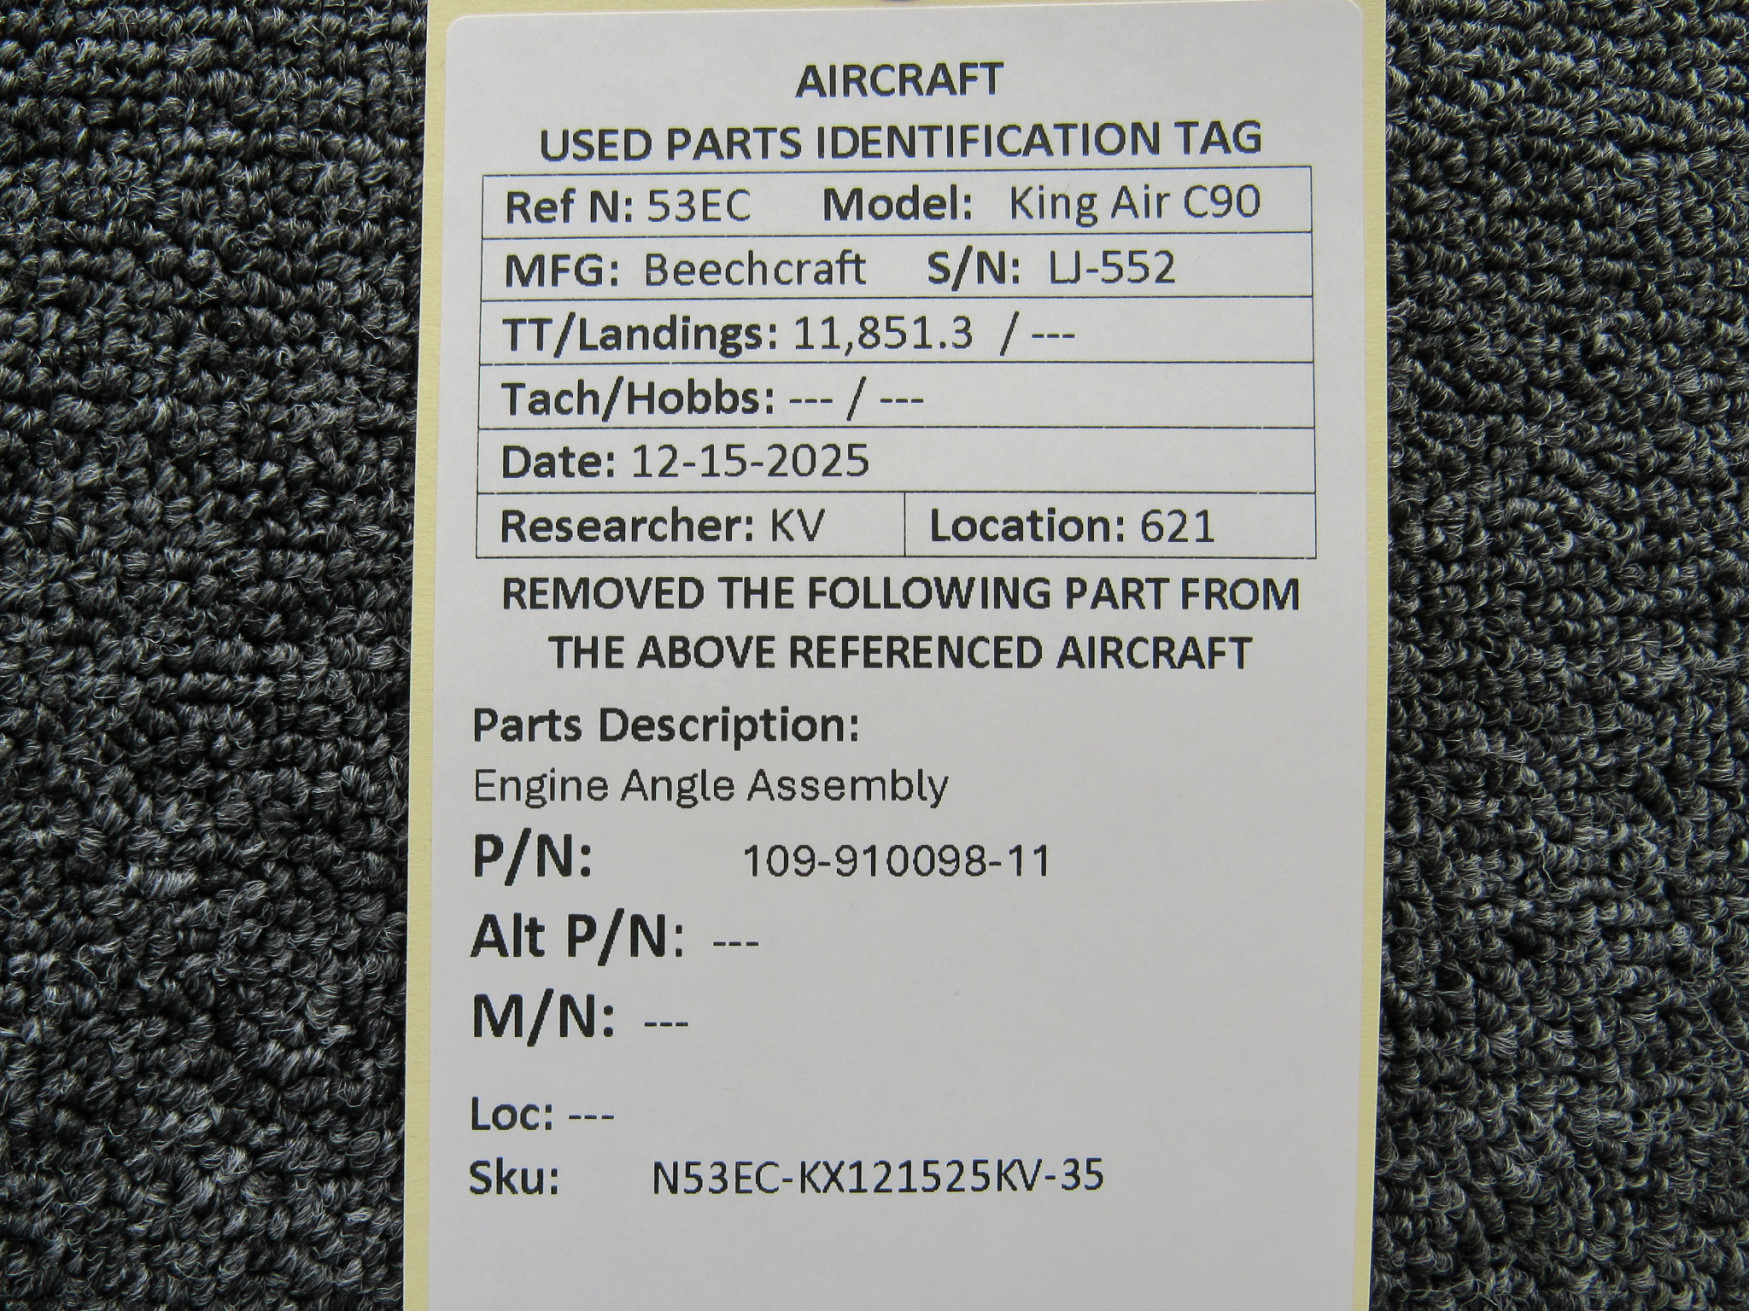 AIRCRAFT
USED PARTS IDENTIFICATION TAG
Ref N: 53EC Model: King Air C90
MFG: Beechcraft S/N: LJ-552
TT/Landings: 11,851.3 / ---
Tach/Hobbs: --- / ---
Date: 12-15-2025
Researcher: KV Location: 621
REMOVED THE FOLLOWING PART FROM
THE ABOVE REFERENCED AIRCRAFT
Parts Description:
Engine Angle Assembly
P/N: 109-910098-11
Alt P/N: ---
M/N: ---
Loc: ---
Sku: N53EC-KX121525KV-35